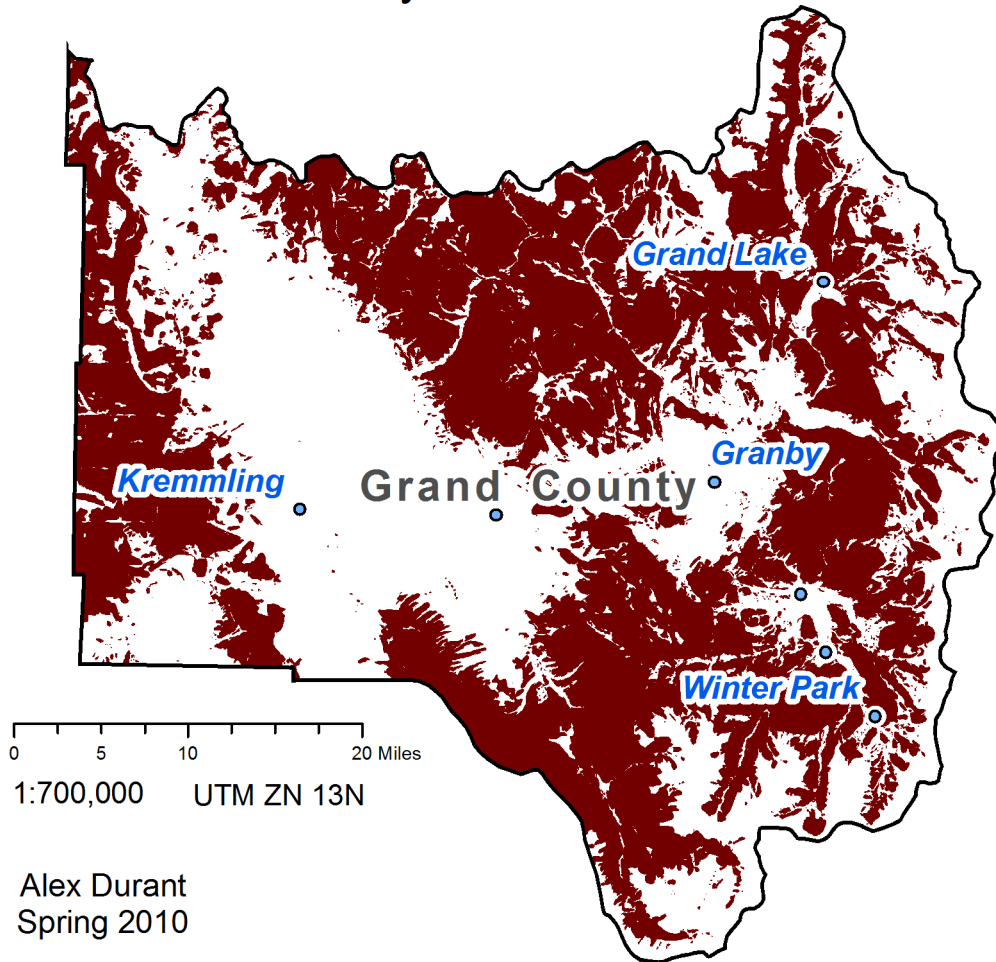 Grand Lake
Granby
Kremmling
Grand County
Winter Park
0 5 10 20 Miles
1:700,000 UTM ZN 13N
Alex Durant
Spring 2010